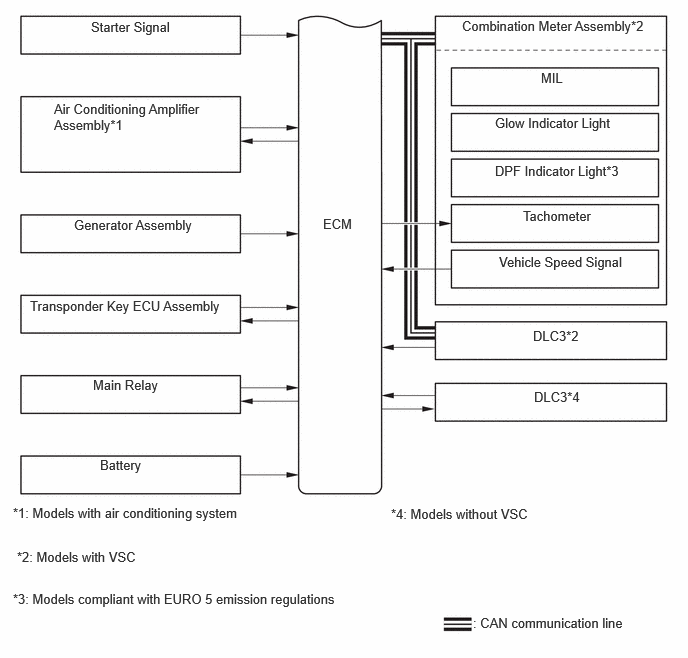 Starter Signal
Air Conditioning Amplifier
Assembly*1
Generator Assembly
Transponder Key ECU Assembly
Main Relay
Battery
ECM
Combination Meter Assembly*2
MIL
Glow Indicator Light
DPF Indicator Light*3
Tachometer
Vehicle Speed Signal
DLC3*2
DLC3*4
*1: Models with air conditioning system
*4: Models without VSC
*2: Models with VSC
*3: Models compliant with EURO 5 emission regulations
: CAN communication line